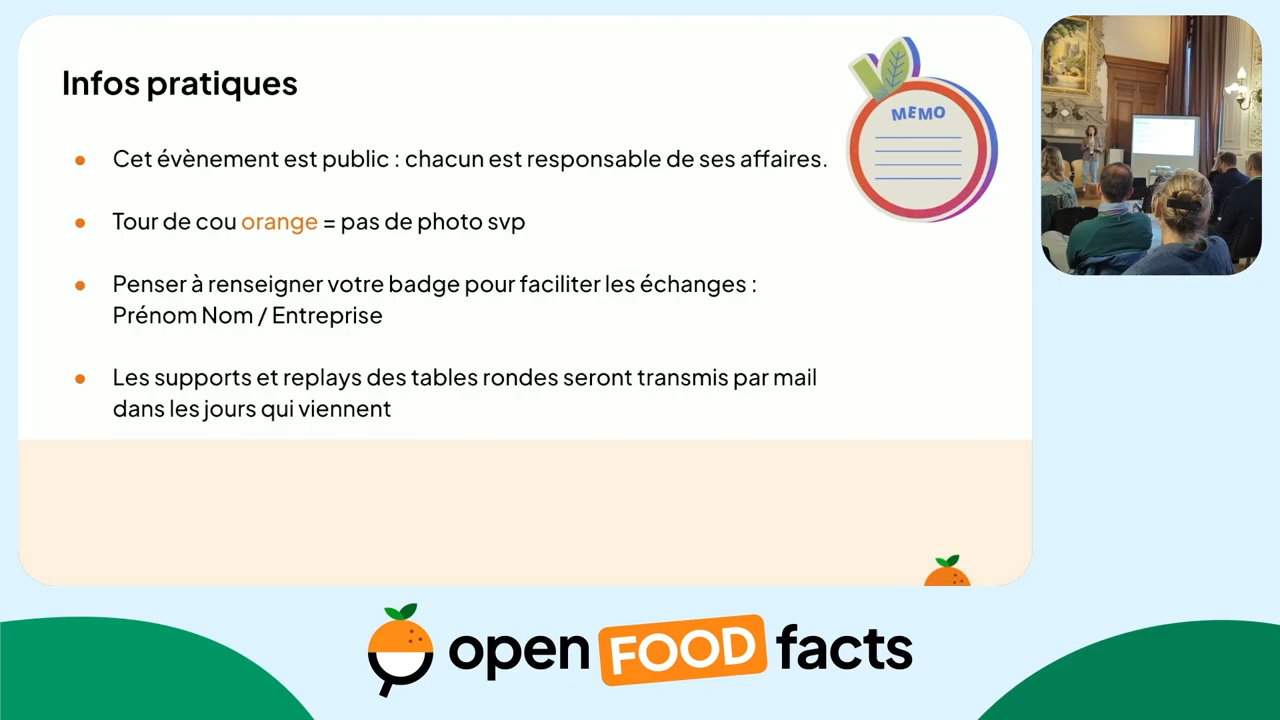 Infos pratiques
MEMO
Cet évènement est public : chacun est responsable de ses affaires.
Tour de cou orange = pas de photo svp
Penser à renseigner votre badge pour faciliter les échanges :
Prénom Nom / Entreprise
Les supports et replays des tables rondes seront transmis par mail
dans les jours qui viennent
open FOOD facts